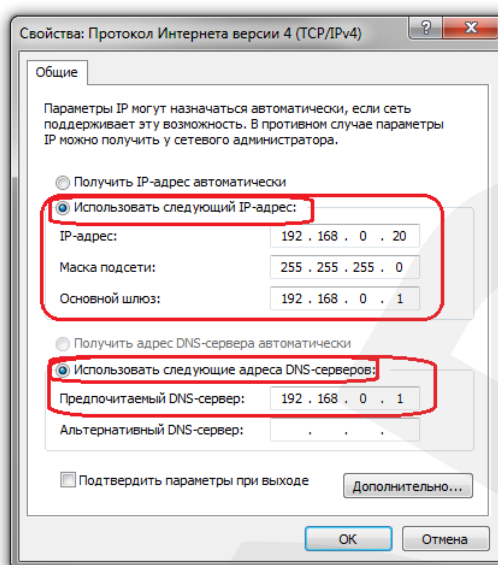 Свойства: Протокол Интернета версии 4 (TCP/IPv4)
Общие
Параметры IP могут назначаться автоматически, если сеть
поддерживает эту возможность. В противном случае параметры
IP можно получить у сетевого администратора.
Получить IP-адрес автоматически
Использовать следующий IP-адрес:
IP-адрес: 192 . 168 . 0 . 20
Маска подсети: 255 . 255 . 255 . 0
Основной шлюз: 192 . 168 . 0 . 1
Получить адрес DNS-сервера автоматически
Использовать следующие адреса DNS-серверов:
Предпочитаемый DNS-сервер: 192 . 168 . 0 . 1
Альтернативный DNS-сервер: . . .
Подтвердить параметры при выходе
Дополнительно...
OK Отмена